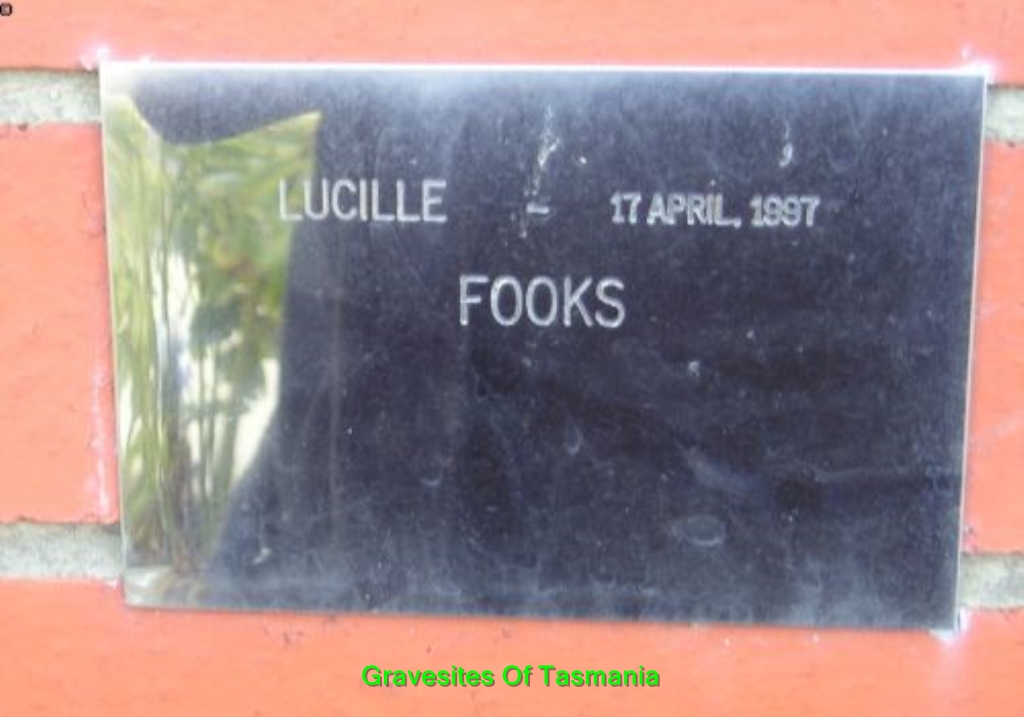 LUCILLE - 17 APRIL, 1997
FOOKS
Gravesites Of Tasmania